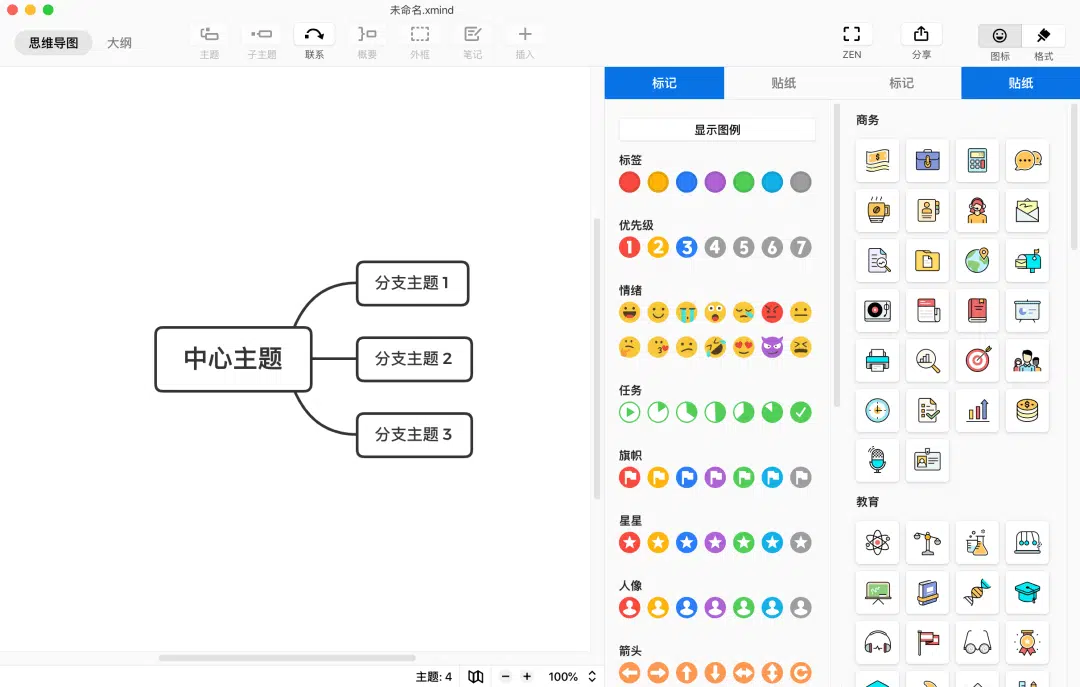 未命名.xmind
思维导图
大纲
主题
子主题
联系
概要
外框
笔记
插入
ZEN
分享
图标
格式
标记
贴纸
标记
贴纸
显示图例
标签
优先级
1 2 3 4 5 6 7
情绪
任务
旗帜
星星
人像
箭头
商务
教育
中心主题
分支主题 1
分支主题 2
分支主题 3
主题: 4
100%